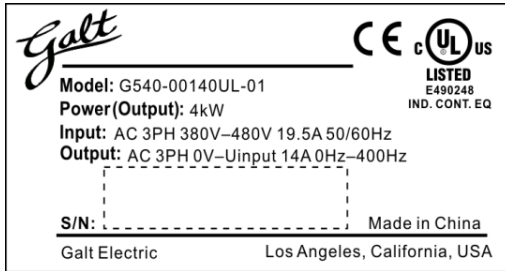 Galt
CE c UL US
LISTED
E490248
IND. CONT. EQ
Model: G540-00140UL-01
Power(Output): 4kW
Input: AC 3PH 380V–480V 19.5A 50/60Hz
Output: AC 3PH 0V–Uinput 14A 0Hz–400Hz
S/N:
Made in China
Galt Electric
Los Angeles, California, USA